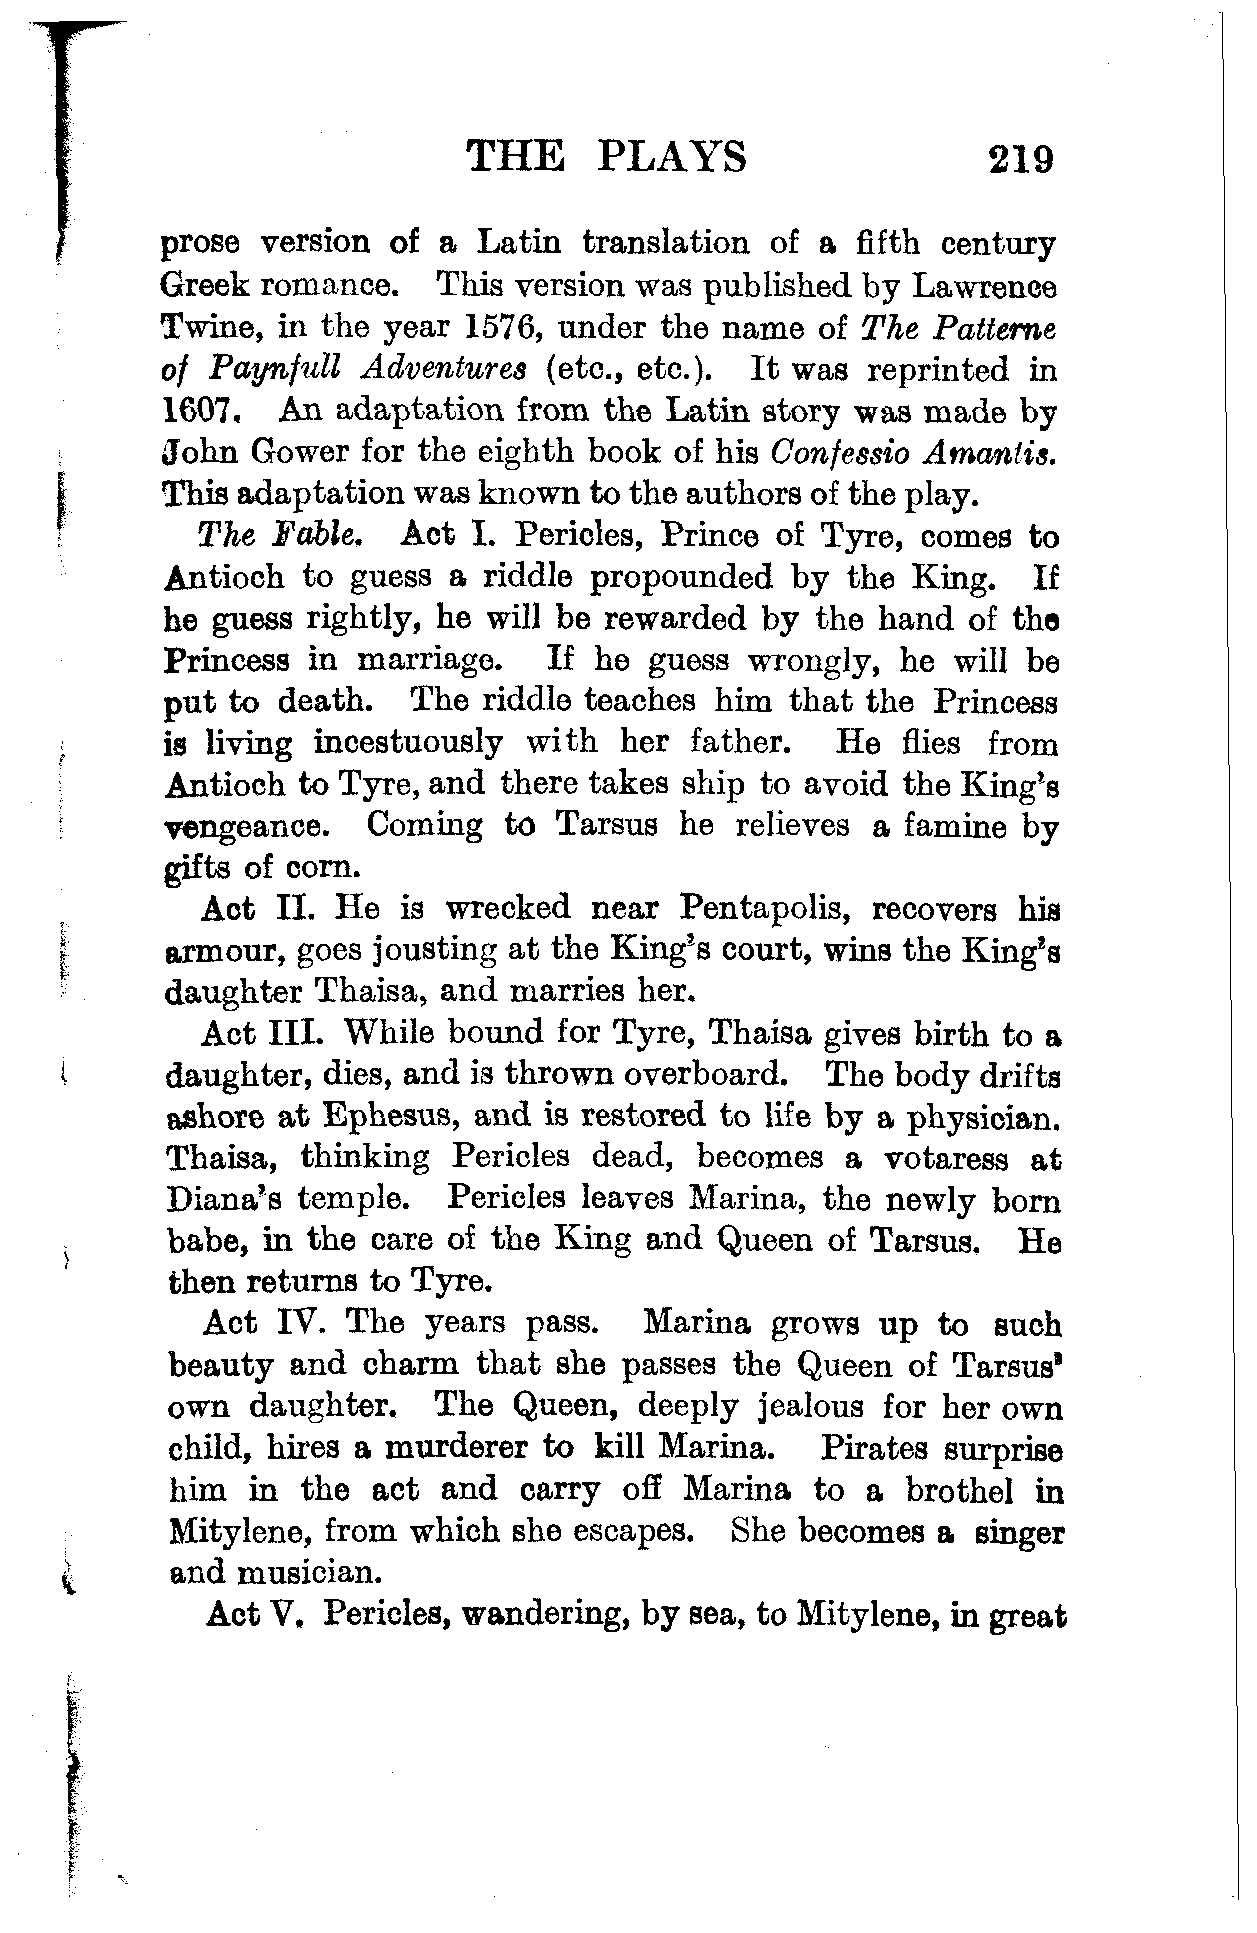 THE PLAYS 219
prose version of a Latin translation of a fifth century
Greek romance. This version was published by Lawrence
Twine, in the year 1576, under the name of The Patterne
of Paynfull Adventures (etc., etc.). It was reprinted in
1607. An adaptation from the Latin story was made by
John Gower for the eighth book of his Confessio Amantis.
This adaptation was known to the authors of the play.
The Fable. Act I. Pericles, Prince of Tyre, comes to
Antioch to guess a riddle propounded by the King. If
he guess rightly, he will be rewarded by the hand of the
Princess in marriage. If he guess wrongly, he will be
put to death. The riddle teaches him that the Princess
is living incestuously with her father. He flies from
Antioch to Tyre, and there takes ship to avoid the King's
vengeance. Coming to Tarsus he relieves a famine by
gifts of corn.
Act II. He is wrecked near Pentapolis, recovers his
armour, goes jousting at the King's court, wins the King's
daughter Thaisa, and marries her.
Act III. While bound for Tyre, Thaisa gives birth to a
daughter, dies, and is thrown overboard. The body drifts
ashore at Ephesus, and is restored to life by a physician.
Thaisa, thinking Pericles dead, becomes a votaress at
Diana's temple. Pericles leaves Marina, the newly born
babe, in the care of the King and Queen of Tarsus. He
then returns to Tyre.
Act IV. The years pass. Marina grows up to such
beauty and charm that she passes the Queen of Tarsus'
own daughter. The Queen, deeply jealous for her own
child, hires a murderer to kill Marina. Pirates surprise
him in the act and carry off Marina to a brothel in
Mitylene, from which she escapes. She becomes a singer
and musician.
Act V. Pericles, wandering, by sea, to Mitylene, in great